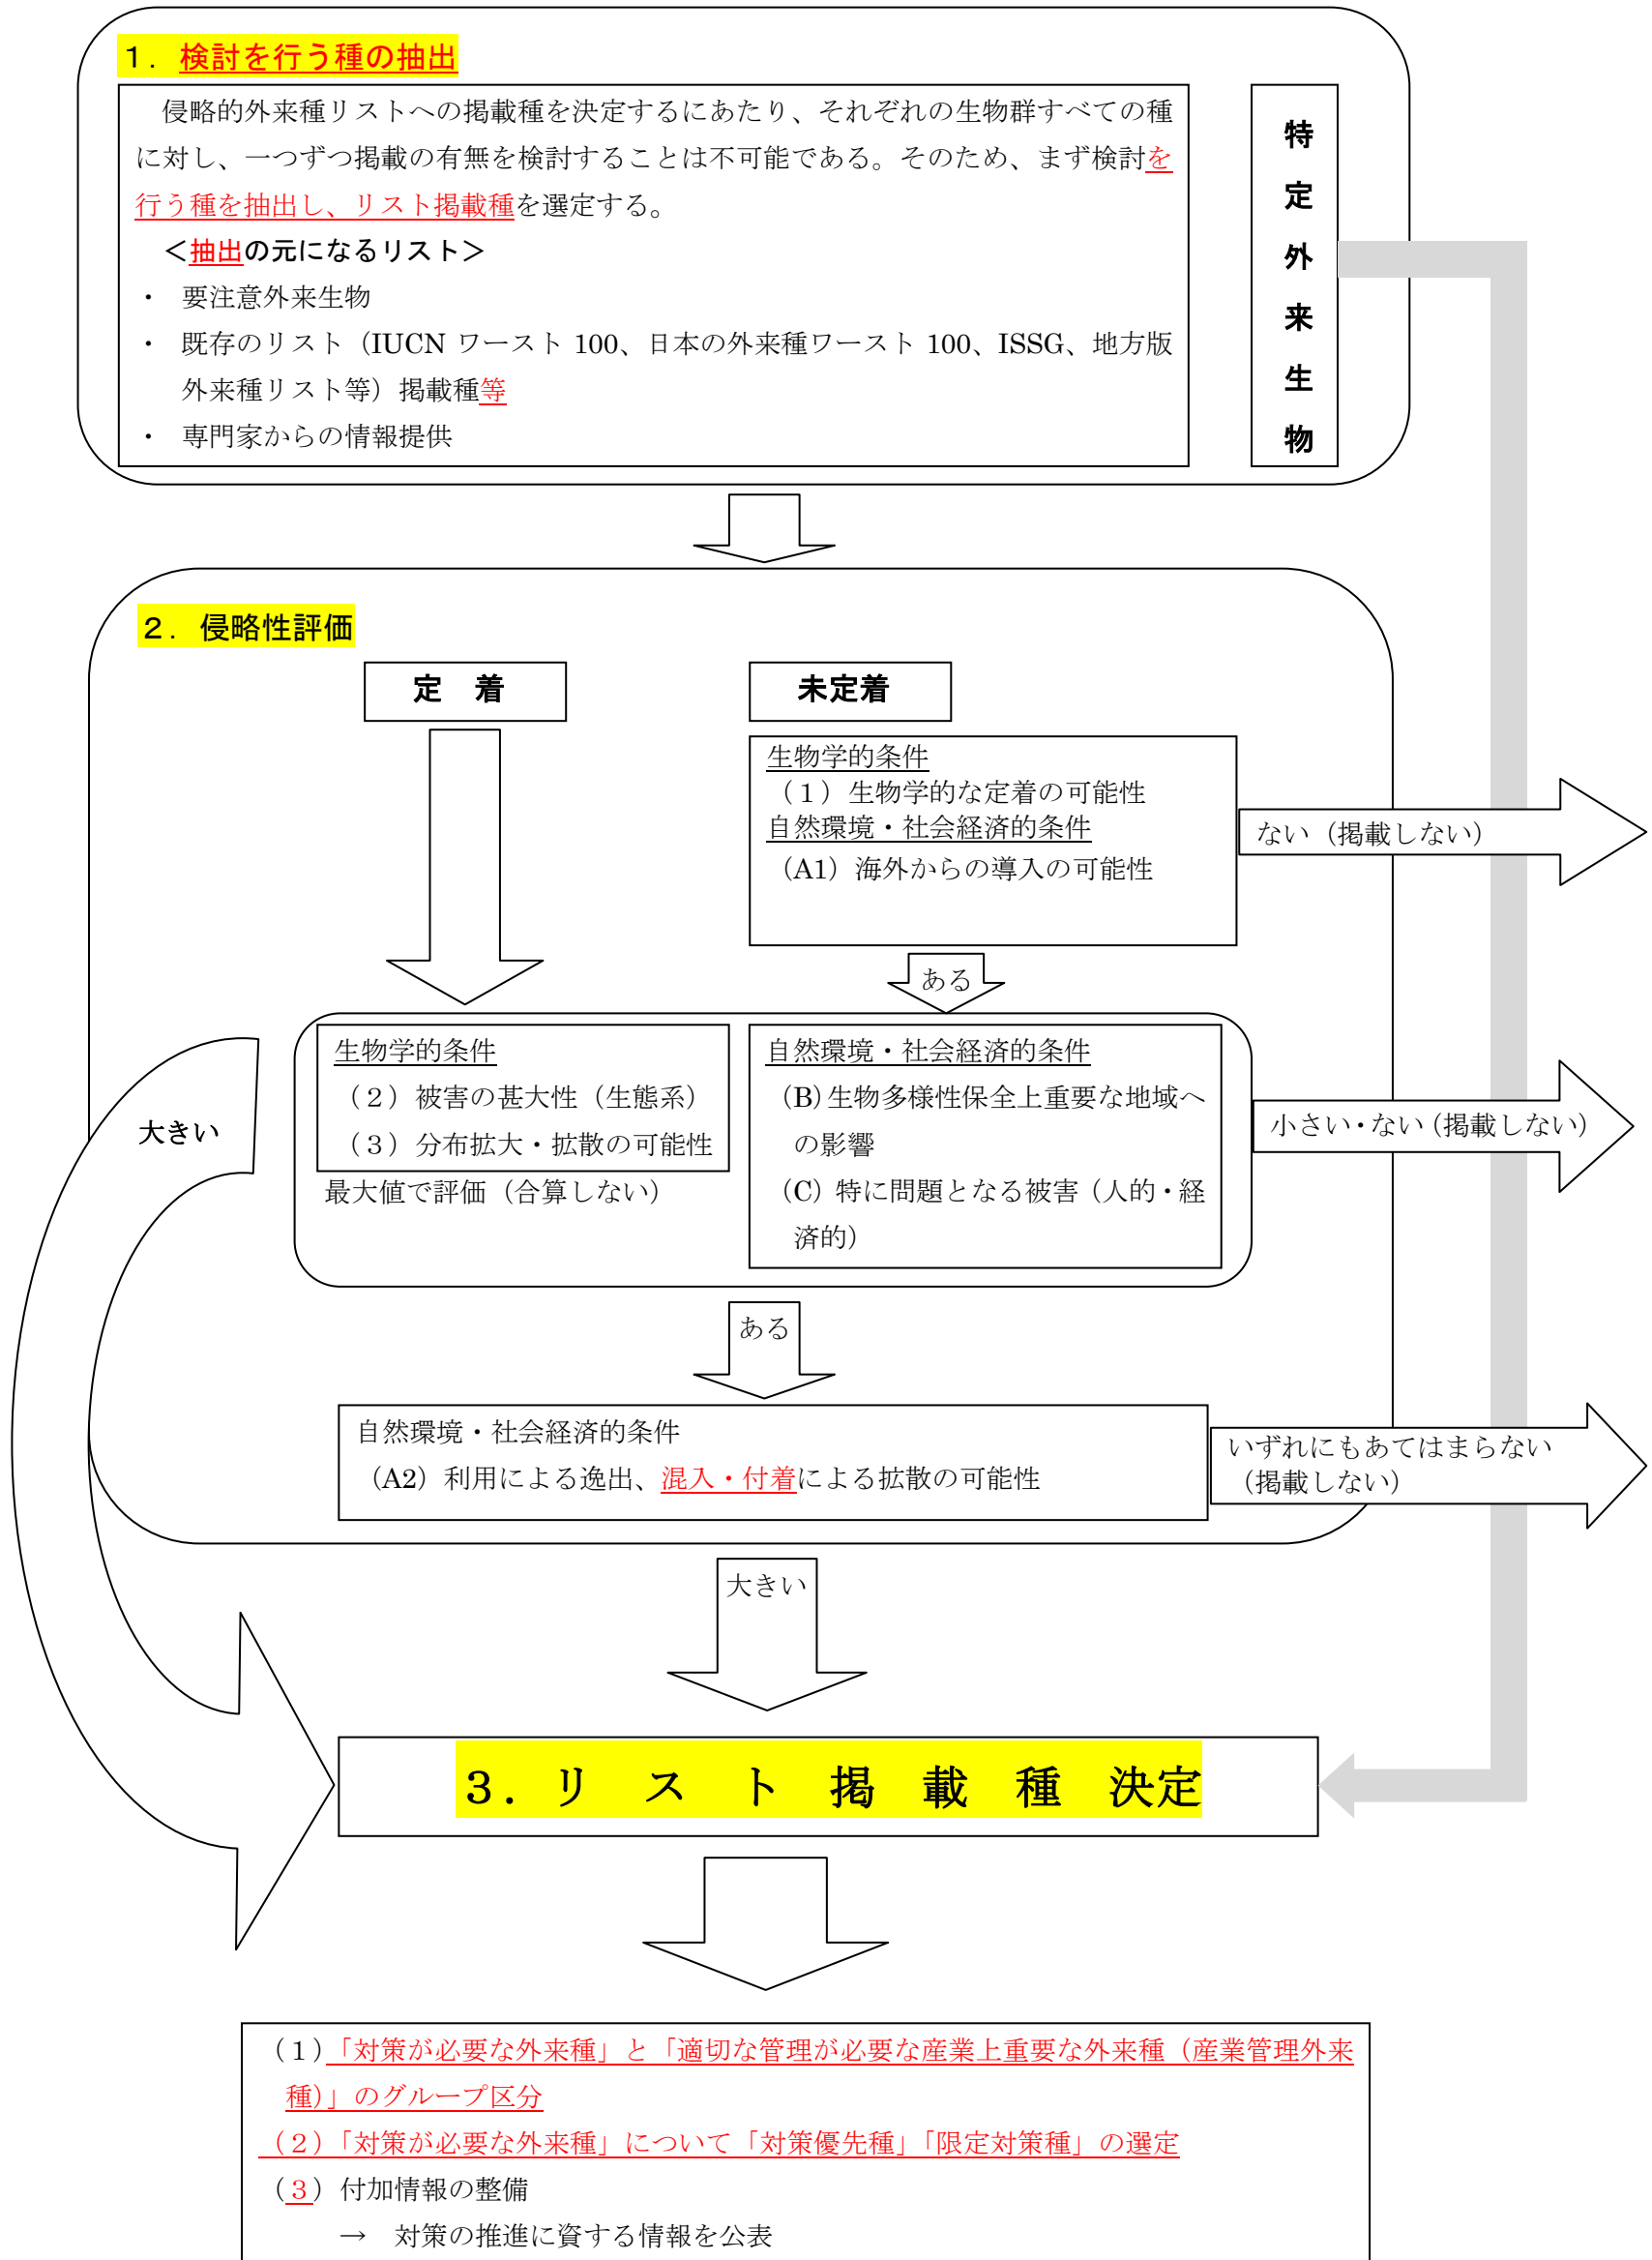 １．検討を行う種の抽出
侵略的外来種リストへの掲載種を決定するにあたり、それぞれの生物群すべての種
に対し、一つずつ掲載の有無を検討することは不可能である。そのため、まず検討を
行う種を抽出し、リスト掲載種を選定する。
＜抽出の元になるリスト＞
・ 要注意外来生物
・ 既存のリスト（IUCN ワースト 100、日本の外来種ワースト 100、ISSG、地方版
外来種リスト等）掲載種等
・ 専門家からの情報提供
特定外来生物
２．侵略性評価
定 着
未定着
生物学的条件
（１）生物学的な定着の可能性
自然環境・社会経済的条件
（A1）海外からの導入の可能性
ない（掲載しない）
ある
生物学的条件
（２）被害の甚大性（生態系）
（３）分布拡大・拡散の可能性
最大値で評価（合算しない）
自然環境・社会経済的条件
（B）生物多様性保全上重要な地域へ
の影響
（C）特に問題となる被害（人的・経
済的）
小さい・ない（掲載しない）
大きい
ある
自然環境・社会経済的条件
（A2）利用による逸出、混入・付着による拡散の可能性
いずれにもあてはまらない
（掲載しない）
大きい
３．リ ス ト 掲 載 種 決定
（１）「対策が必要な外来種」と「適切な管理が必要な産業上重要な外来種（産業管理外来
種）」のグループ区分
（２）「対策が必要な外来種」について「対策優先種」「限定対策種」の選定
（３）付加情報の整備
→ 対策の推進に資する情報を公表